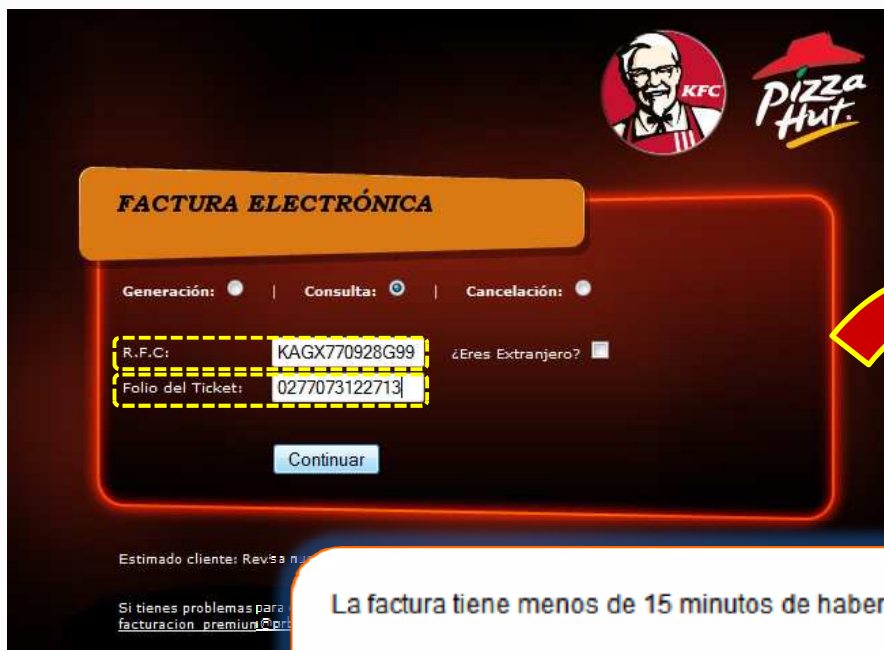 KFC
Pizza
Hut.
FACTURA ELECTRÓNICA
Generación: | Consulta: | Cancelación:
R.F.C: KAGX770928G99 ¿Eres Extranjero?
Folio del Ticket: 0277073122713
Continuar
Estimado cliente: Revisa
Si tienes problemas para
La factura tiene menos de 15 minutos de haber
facturacion_premium@prb